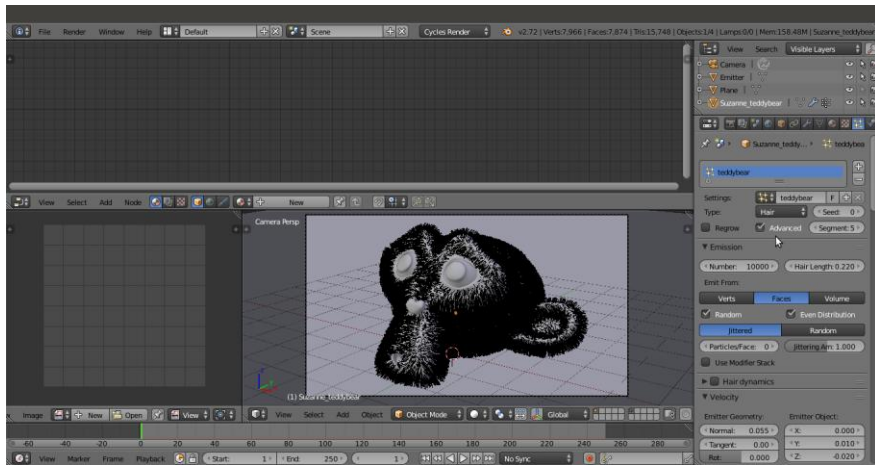 File Render Window Help Default Scene Cycles Render v2.72 | Verts:7,966 | Faces:7,874 | Tris:15,748 | Objects:1/4 | Lamps:0/0 | Mem:158.48M | Suzanne_teddybear
View Search Visible Layers
Camera
Emitter
Plane
Suzanne_teddybear
Suzanne_teddy... teddybea
teddybear
Settings: teddybear F
View Select Add Node New
Type: Hair Seed: 0
Camera Persp
Regrow Advanced Segment: 5
Emission
Number: 10000 Hair Length: 0.220
Emit From:
Verts Faces Volume
Random Even Distribution
Jittered Random
Particles/Face: 0 Jittering Am: 1.000
Use Modifier Stack
Hair dynamics
(1) Suzanne_teddybear
Velocity
Image New Open View View Select Add Object Object Mode Global
Emitter Geometry: Emitter Object:
Normal: 0.055 X: 0.000
-60 -40 -20 0 20 40 60 80 100 120 140 160 180 200 220 240 260 280
Tangent: 0.00 Y: 0.010
View Marker Frame Playback Start: 1 End: 250 1 No Sync
Rot: 0.000 Z: -0.020